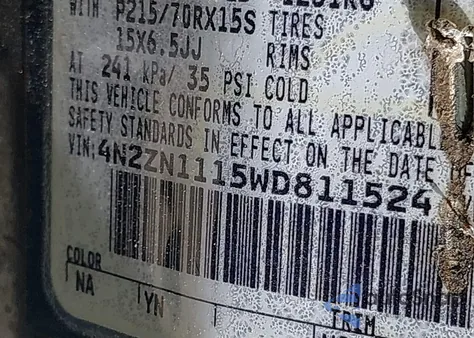 WITH P215/70RX15S TIRES
15X6.5JJ RIMS
AT 241 kPa/ 35 PSI COLD
THIS VEHICLE CONFORMS TO ALL APPLICABL
SAFETY STANDARDS IN EFFECT ON THE DATE
VIN:4N2ZN1115WD811524
COLOR
NA YN TRIM